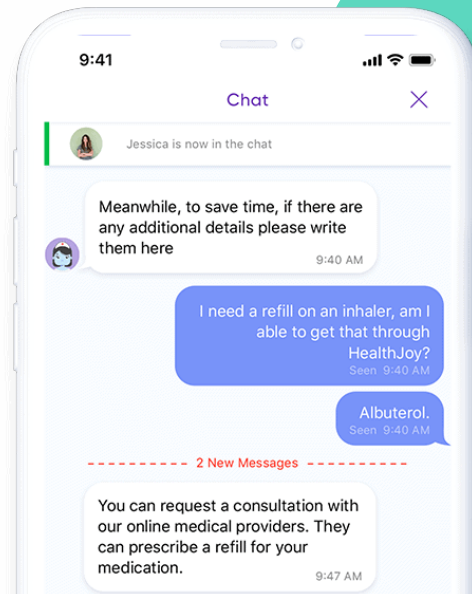 9:41
Chat
Jessica is now in the chat
Meanwhile, to save time, if there are
any additional details please write
them here
9:40 AM
I need a refill on an inhaler, am I
able to get that through
HealthJoy?
Seen 9:40 AM
Albuterol.
Seen 9:40 AM
2 New Messages
You can request a consultation with
our online medical providers. They
can prescribe a refill for your
medication.
9:47 AM